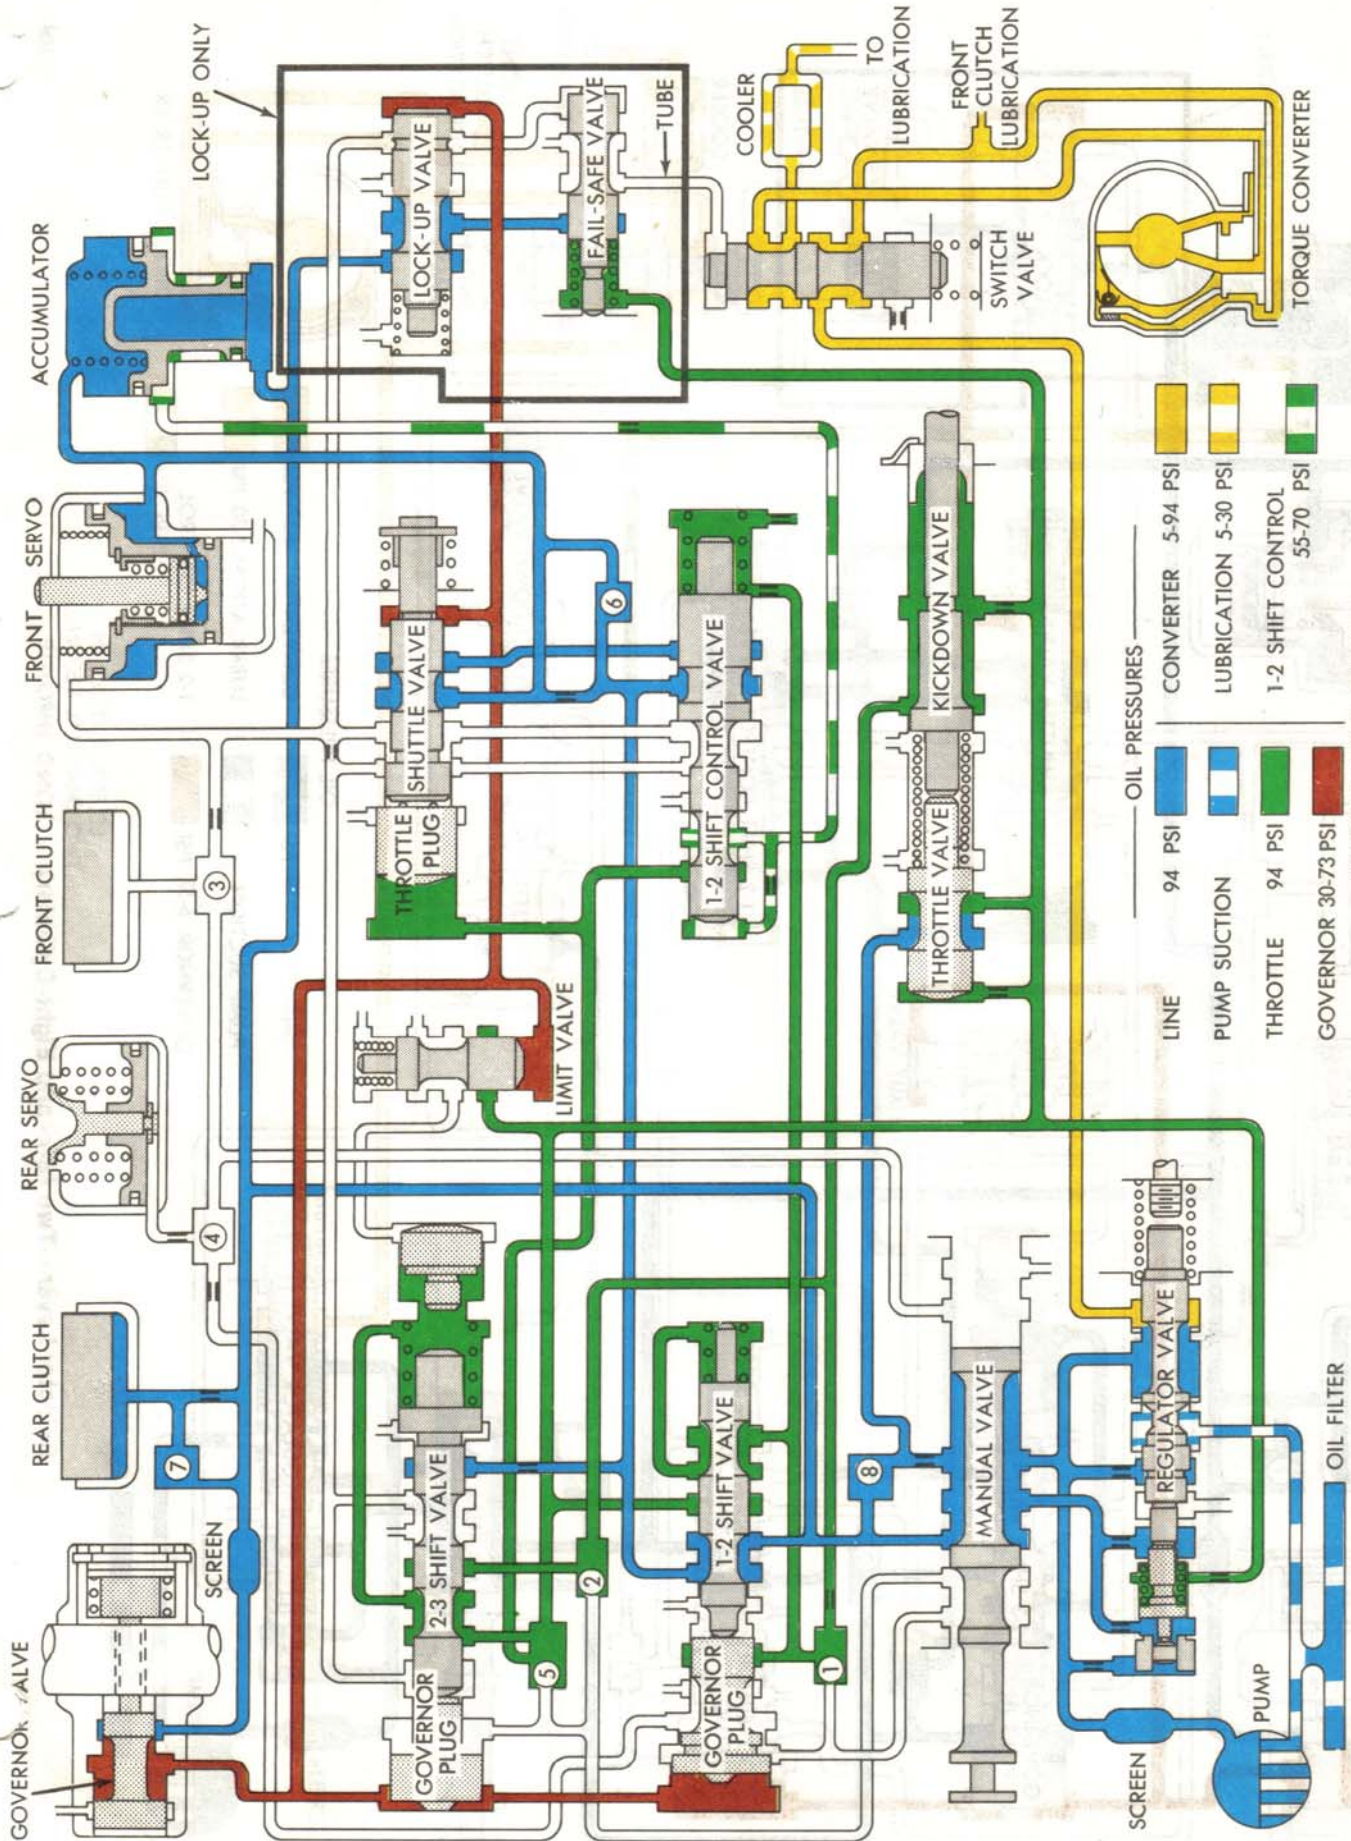 GOVERNOR VALVE
REAR CLUTCH
REAR SERVO
FRONT CLUTCH
FRONT SERVO
ACCUMULATOR
LOCK-UP ONLY
SCREEN
7
4
3
GOVERNOR
PLUG
2-3 SHIFT VALVE
LIMIT VALVE
THROTTLE
PLUG
SHUTTLE VALVE
LOCK-UP VALVE
5
2
6
FAIL-SAFE VALVE
TUBE
GOVERNOR
PLUG
1-2 SHIFT VALVE
1-2 SHIFT CONTROL VALVE
COOLER
TO
LUBRICATION
1
8
THROTTLE VALVE
KICKDOWN VALVE
SWITCH
VALVE
FRONT
CLUTCH
LUBRICATION
MANUAL VALVE
REGULATOR VALVE
SCREEN
PUMP
OIL FILTER
TORQUE CONVERTER
OIL PRESSURES
LINE 94 PSI
PUMP SUCTION
THROTTLE 94 PSI
GOVERNOR 30-73 PSI
CONVERTER 5-94 PSI
LUBRICATION 5-30 PSI
1-2 SHIFT CONTROL
55-70 PSI